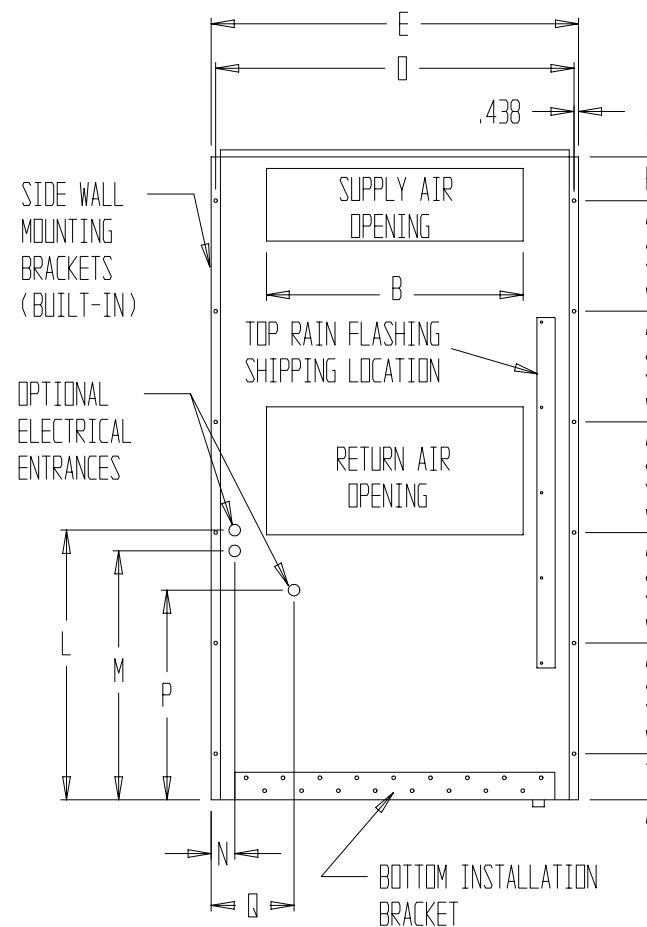 E
O
.438
SIDE WALL
MOUNTING
BRACKETS
(BUILT-IN)
SUPPLY AIR
OPENING
B
TOP RAIN FLASHING
SHIPPING LOCATION
OPTIONAL
ELECTRICAL
ENTRANCES
RETURN AIR
OPENING
L
M
P
N
Q
BOTTOM INSTALLATION
BRACKET